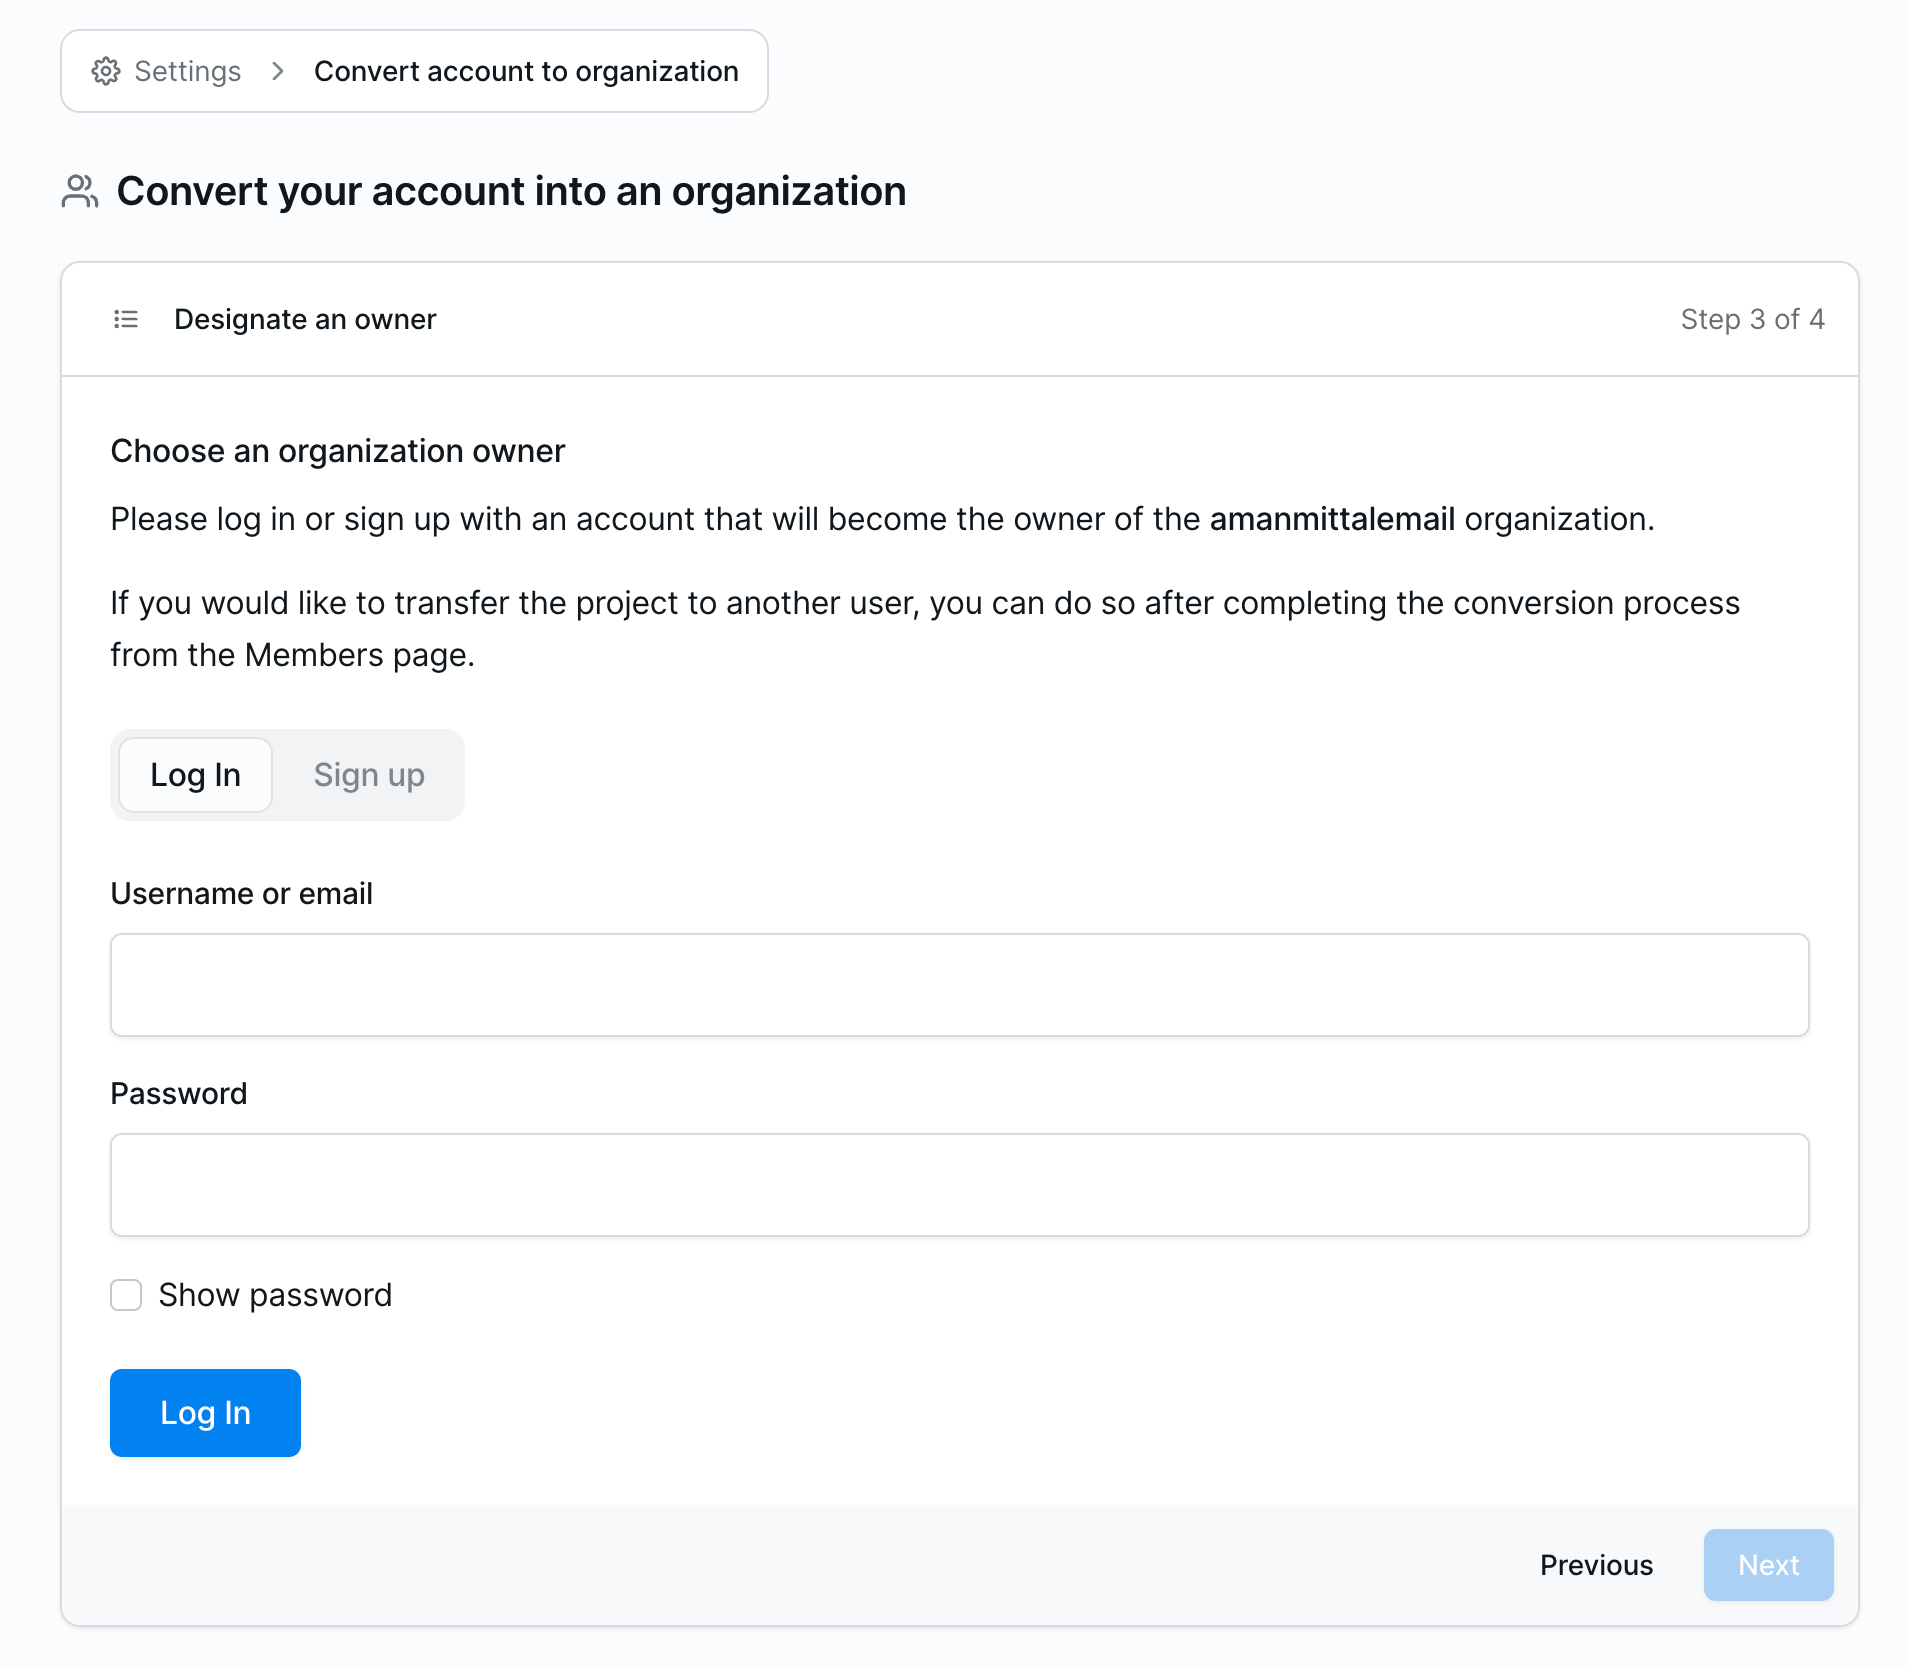 Settings > Convert account to organization
Convert your account into an organization
Designate an owner
Step 3 of 4
Choose an organization owner
Please log in or sign up with an account that will become the owner of the amanmittalemail organization.
If you would like to transfer the project to another user, you can do so after completing the conversion process
from the Members page.
Log In
Sign up
Username or email
Password
Show password
Log In
Previous
Next